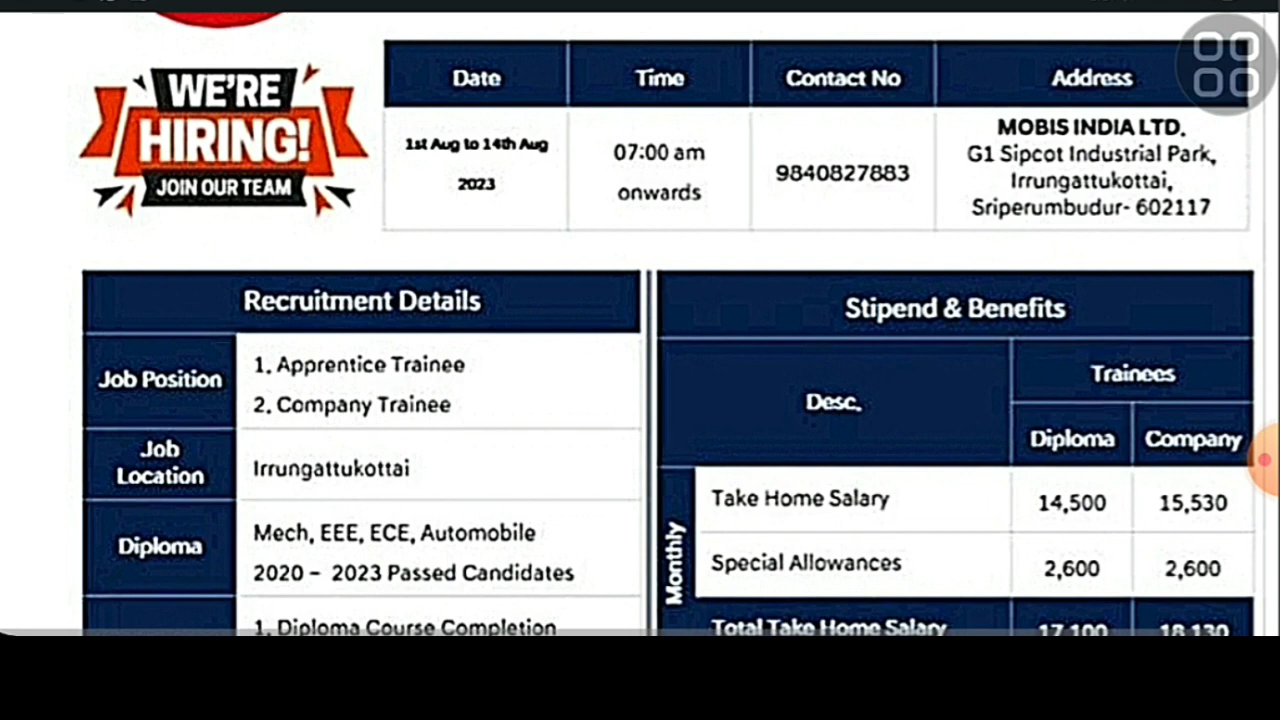 WE'RE
HIRING!
JOIN OUR TEAM
Date
Time
Contact No
Address
1st Aug to 14th Aug
2023
07:00 am
onwards
9840827883
MOBIS INDIA LTD.
G1 Sipcot Industrial Park,
Irrungattukottai,
Sriperumbudur- 602117
Recruitment Details
Job Position
1. Apprentice Trainee
2. Company Trainee
Job
Location
Irrungattukottai
Diploma
Mech, EEE, ECE, Automobile
2020 - 2023 Passed Candidates
1. Diploma Course Completion
Stipend & Benefits
Desc.
Trainees
Diploma
Company
Monthly
Take Home Salary
14,500
15,530
Special Allowances
2,600
2,600
Total Take Home Salary
17,100
18,130